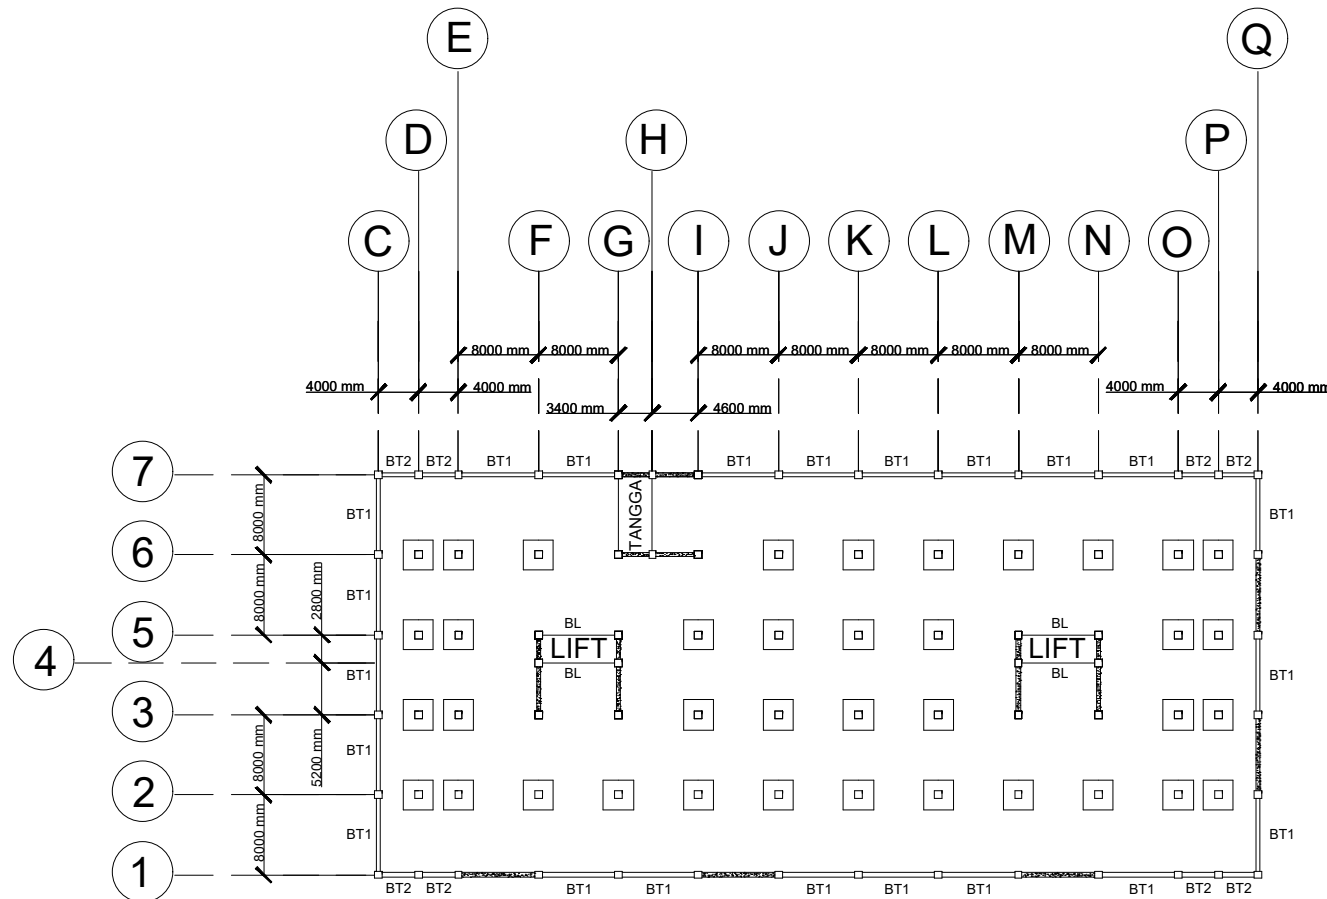 E
Q
D
H
P
C
F
G
I
J
K
L
M
N
O
8000 mm 8000 mm 8000 mm 8000 mm 8000 mm 8000 mm 8000 mm
4000 mm 4000 mm 4000 mm 4000 mm
3400 mm 4600 mm
BT2 BT2 BT1 BT1 BT1 BT1 BT1 BT1 BT1 BT1 BT2 BT2
7
8000 mm
BT1
TANGGA
BT1
6
8000 mm
2800 mm
BT1
5
BL
BL
LIFT
LIFT
4
BT1
BL
BL
BT1
3
8000 mm
5200 mm
BT1
2
8000 mm
BT1
BT1
1
BT2 BT2 BT1 BT1 BT1 BT1 BT1 BT1 BT2 BT2